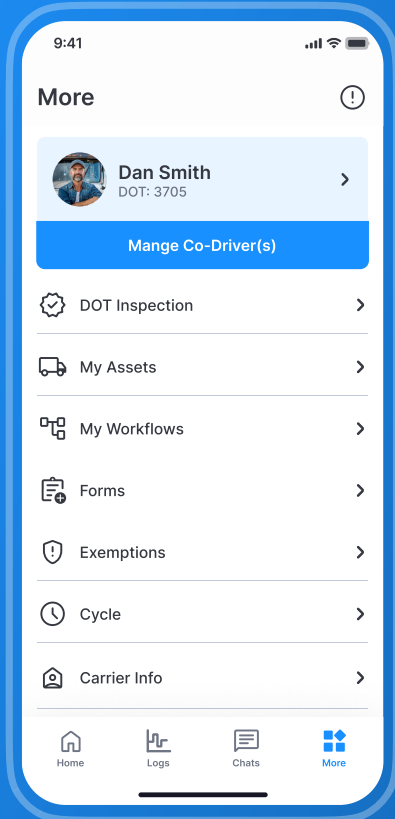 9:41
More
Dan Smith
DOT: 3705
Mange Co-Driver(s)
DOT Inspection
My Assets
My Workflows
Forms
Exemptions
Cycle
Carrier Info
Home Logs Chats More